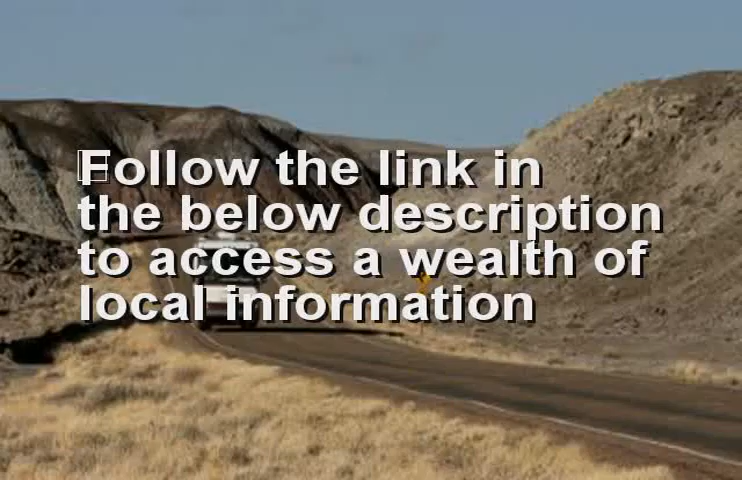 Follow the link in
the below description
to access a wealth of
local information